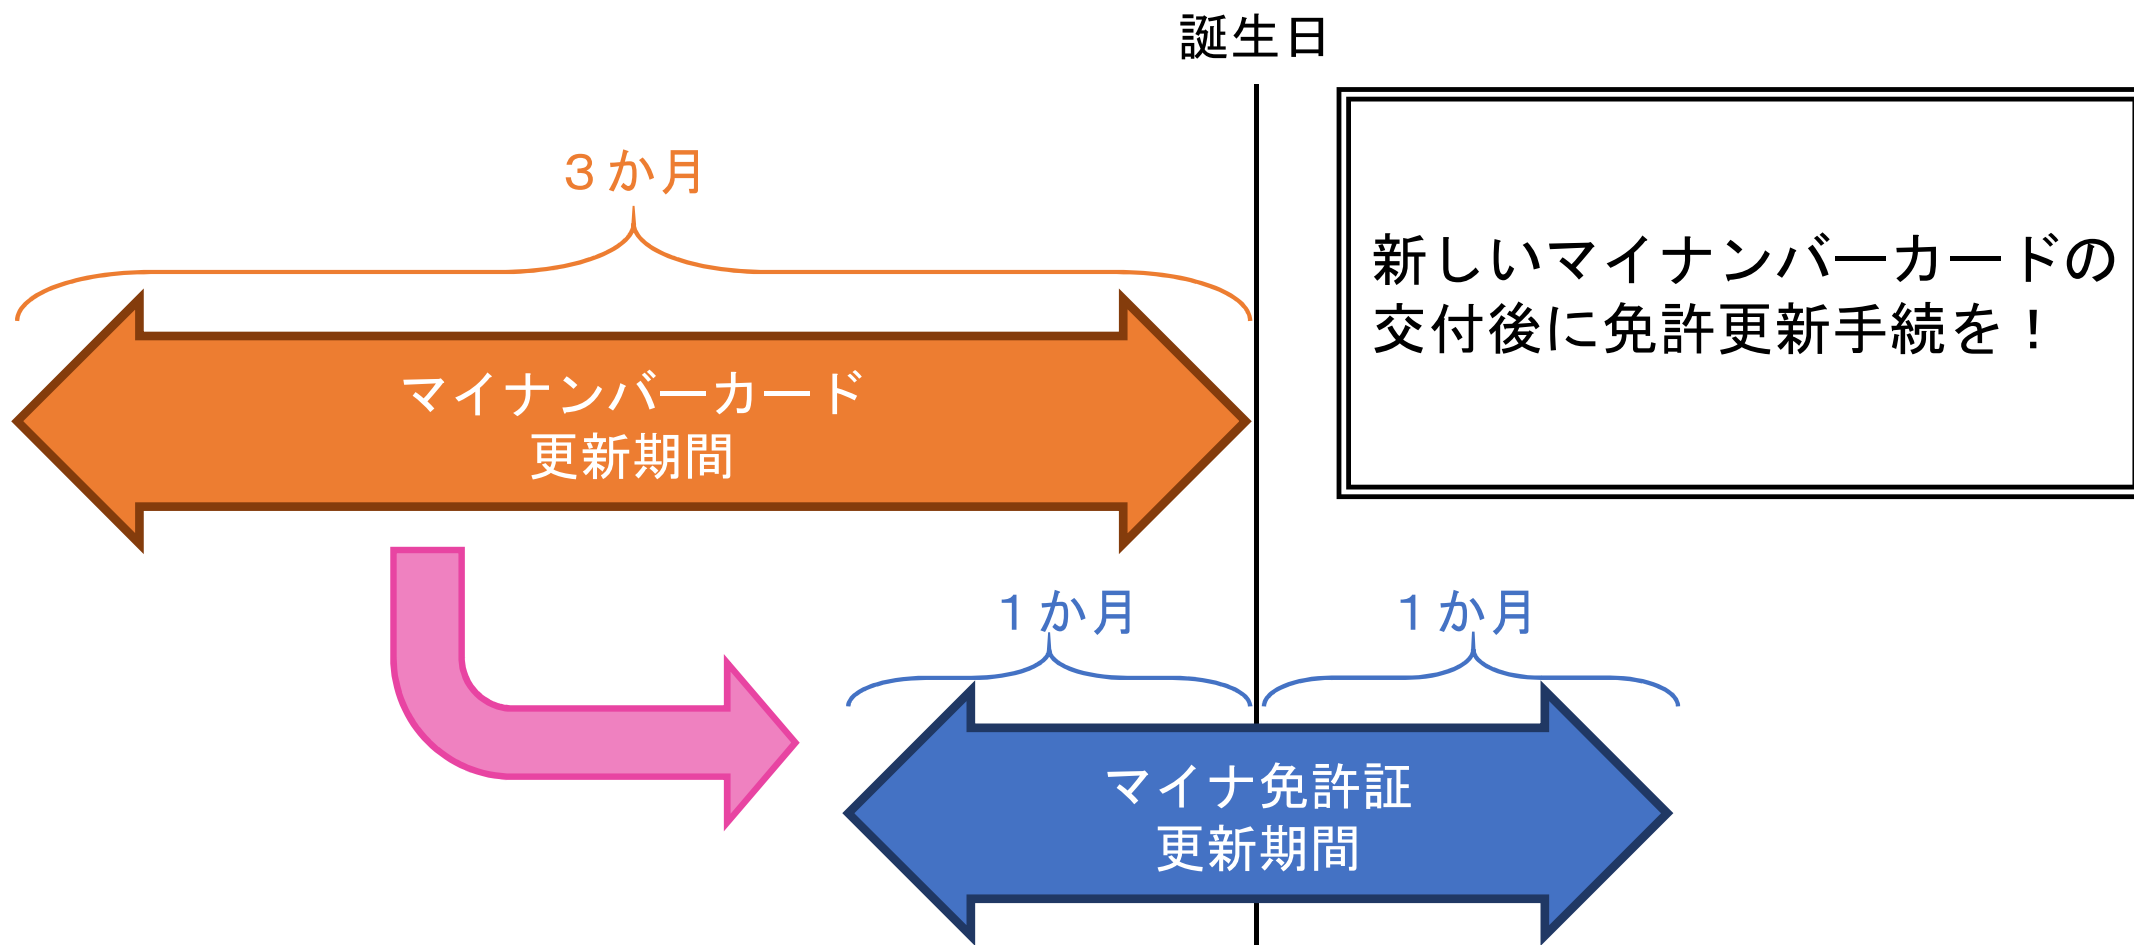 誕生日
３か月
新しいマイナンバーカードの
交付後に免許更新手続を！
マイナンバーカード
更新期間
１か月
１か月
マイナ免許証
更新期間